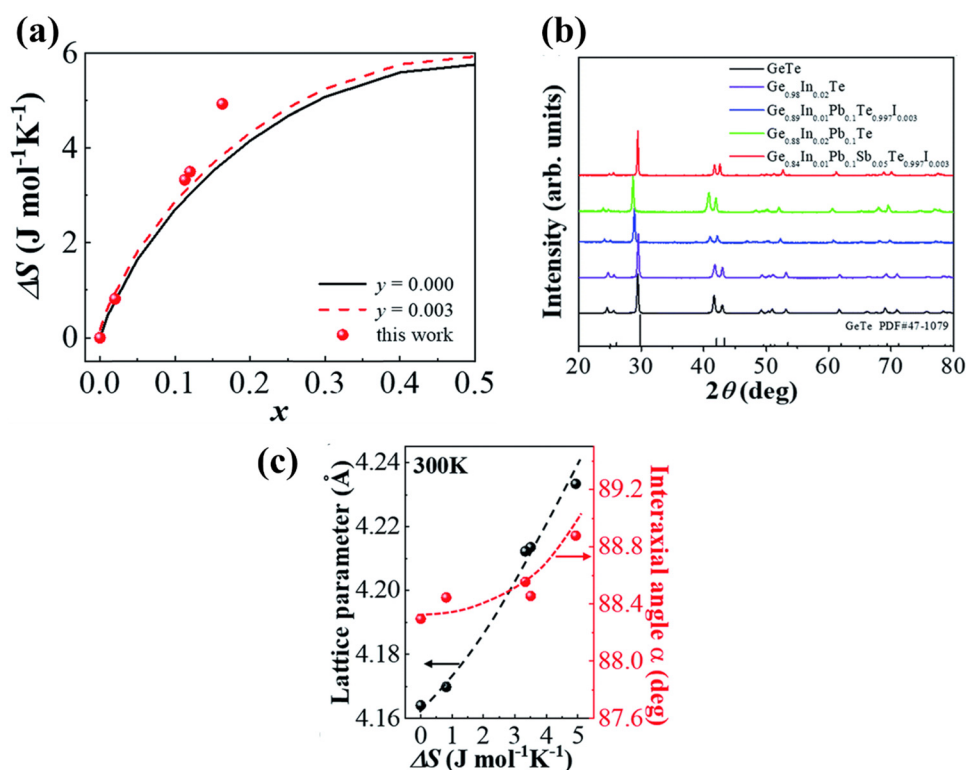 (a)
6
4
2
0
ΔS (J mol⁻¹K⁻¹)
0.0 0.1 0.2 0.3 0.4 0.5
x
y = 0.000
y = 0.003
this work
(b)
Intensity (arb. units)
GeTe
Ge₀.₉₈In₀.₀₂Te
Ge₀.₈₉In₀.₀₁Pb₀.₁Te₀.₉₉₇I₀.₀₀₃
Ge₀.₈₈In₀.₀₂Pb₀.₁Te
Ge₀.₈₄In₀.₀₁Pb₀.₁Sb₀.₀₅Te₀.₉₉₇I₀.₀₀₃
GeTe PDF#47-1079
20 30 40 50 60 70 80
2θ (deg)
(c)
300K
4.24
4.22
4.20
4.18
4.16
Lattice parameter (Å)
89.2
88.8
88.4
88.0
87.6
Interaxial angle α (deg)
0 1 2 3 4 5
ΔS (J mol⁻¹K⁻¹)